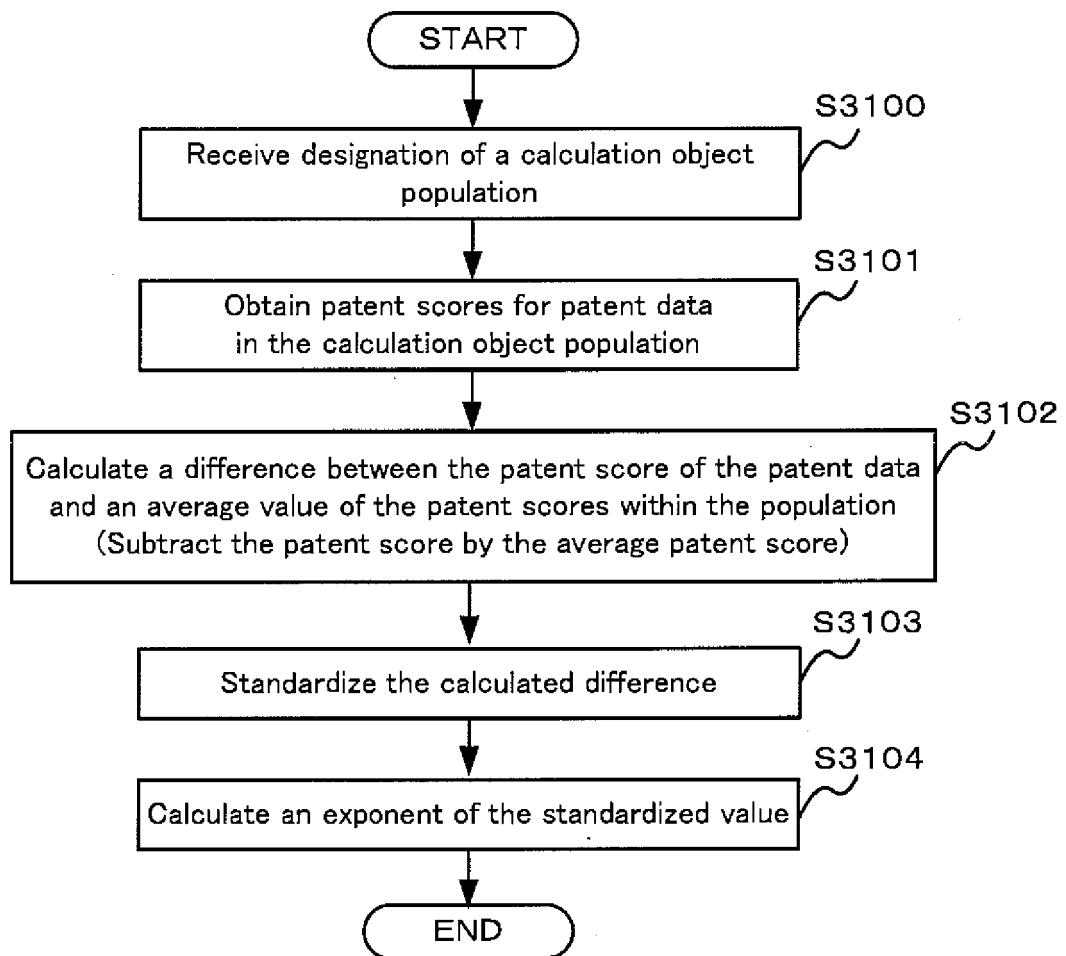 START
S3100
Receive designation of a calculation object
population
S3101
Obtain patent scores for patent data
in the calculation object population
S3102
Calculate a difference between the patent score of the patent data
and an average value of the patent scores within the population
(Subtract the patent score by the average patent score)
S3103
Standardize the calculated difference
S3104
Calculate an exponent of the standardized value
END